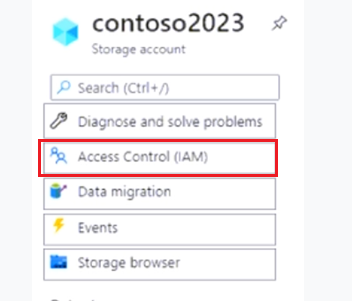 contoso2023
Storage account
Search (Ctrl+/)
Diagnose and solve problems
Access Control (IAM)
Data migration
Events
Storage browser